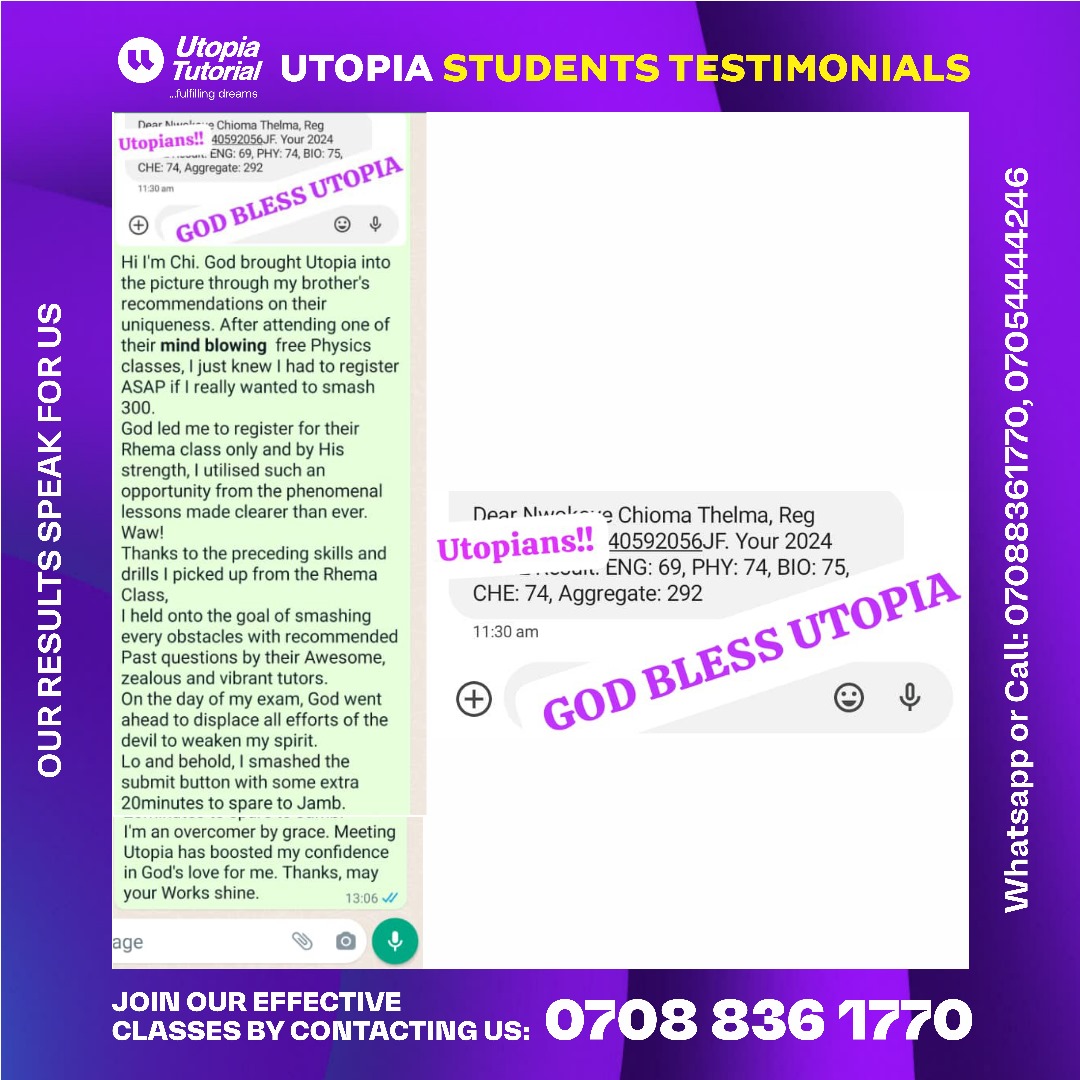 Utopia
Tutorial
...fulfilling dreams
UTOPIA STUDENTS TESTIMONIALS
OUR RESULTS SPEAK FOR US
Dear Nwokoye Chioma Thelma, Reg
Utopians!! 40592056JF. Your 2024
Result: ENG: 69, PHY: 74, BIO: 75,
CHE: 74, Aggregate: 292
11:30 am
GOD BLESS UTOPIA
Hi I'm Chi. God brought Utopia into
the picture through my brother's
recommendations on their
uniqueness. After attending one of
their mind blowing free Physics
classes, I just knew I had to register
ASAP if I really wanted to smash
300.
God led me to register for their
Rhema class only and by His
strength, I utilised such an
opportunity from the phenomenal
lessons made clearer than ever.
Waw!
Thanks to the preceding skills and
drills I picked up from the Rhema
Class,
I held onto the goal of smashing
every obstacles with recommended
Past questions by their Awesome,
zealous and vibrant tutors.
On the day of my exam, God went
ahead to displace all efforts of the
devil to weaken my spirit.
Lo and behold, I smashed the
submit button with some extra
20minutes to spare to Jamb.
I'm an overcomer by grace. Meeting
Utopia has boosted my confidence
in God's love for me. Thanks, may
your Works shine.
13:06
age
Dear Nwokoye Chioma Thelma, Reg
Utopians!! 40592056JF. Your 2024
Result: ENG: 69, PHY: 74, BIO: 75,
CHE: 74, Aggregate: 292
11:30 am
GOD BLESS UTOPIA
Whatsapp or Call: 07088361770, 07054444246
JOIN OUR EFFECTIVE
CLASSES BY CONTACTING US: 0708 836 1770